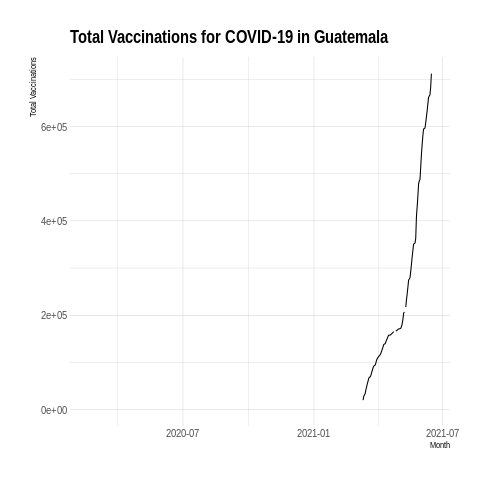 Total Vaccinations for COVID-19 in Guatemala
Total Vaccinations
6e+05
4e+05
2e+05
0e+00
2020-07
2021-01
2021-07
Month